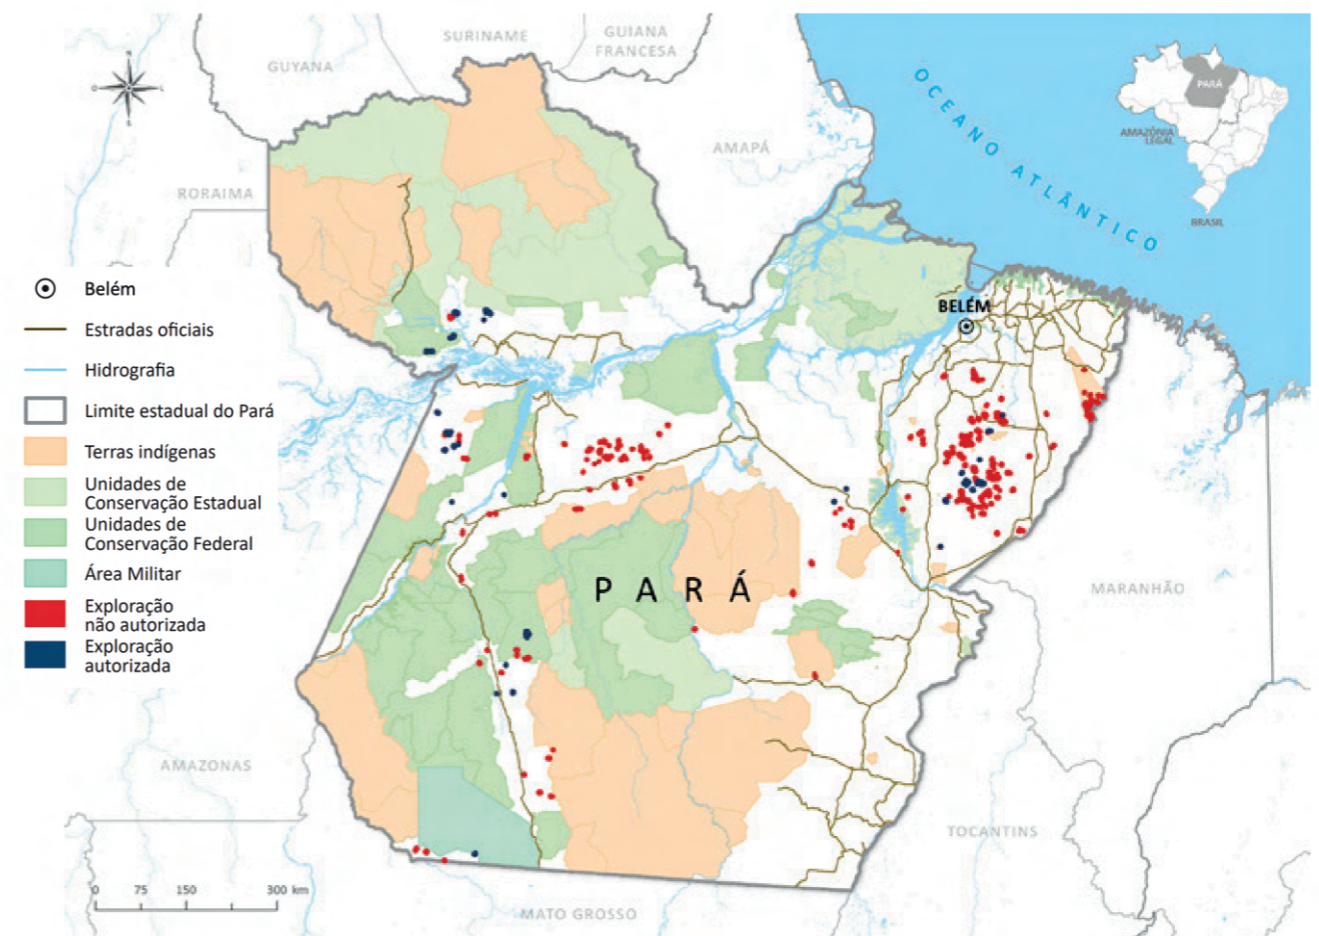 SURINAME
GUIANA
FRANCESA
GUYANA
OCEANO ATLÂNTICO
PARÁ
AMAZÔNIA
LEGAL
BRASIL
AMAPÁ
RORAIMA
BELÉM
Belém
Estradas oficiais
Hidrografia
Limite estadual do Pará
Terras indígenas
Unidades de
Conservação Estadual
Unidades de
Conservação Federal
Área Militar
Exploração
não autorizada
Exploração
autorizada
PARÁ
MARANHÃO
AMAZONAS
TOCANTINS
0 75 150 300 km
MATO GROSSO